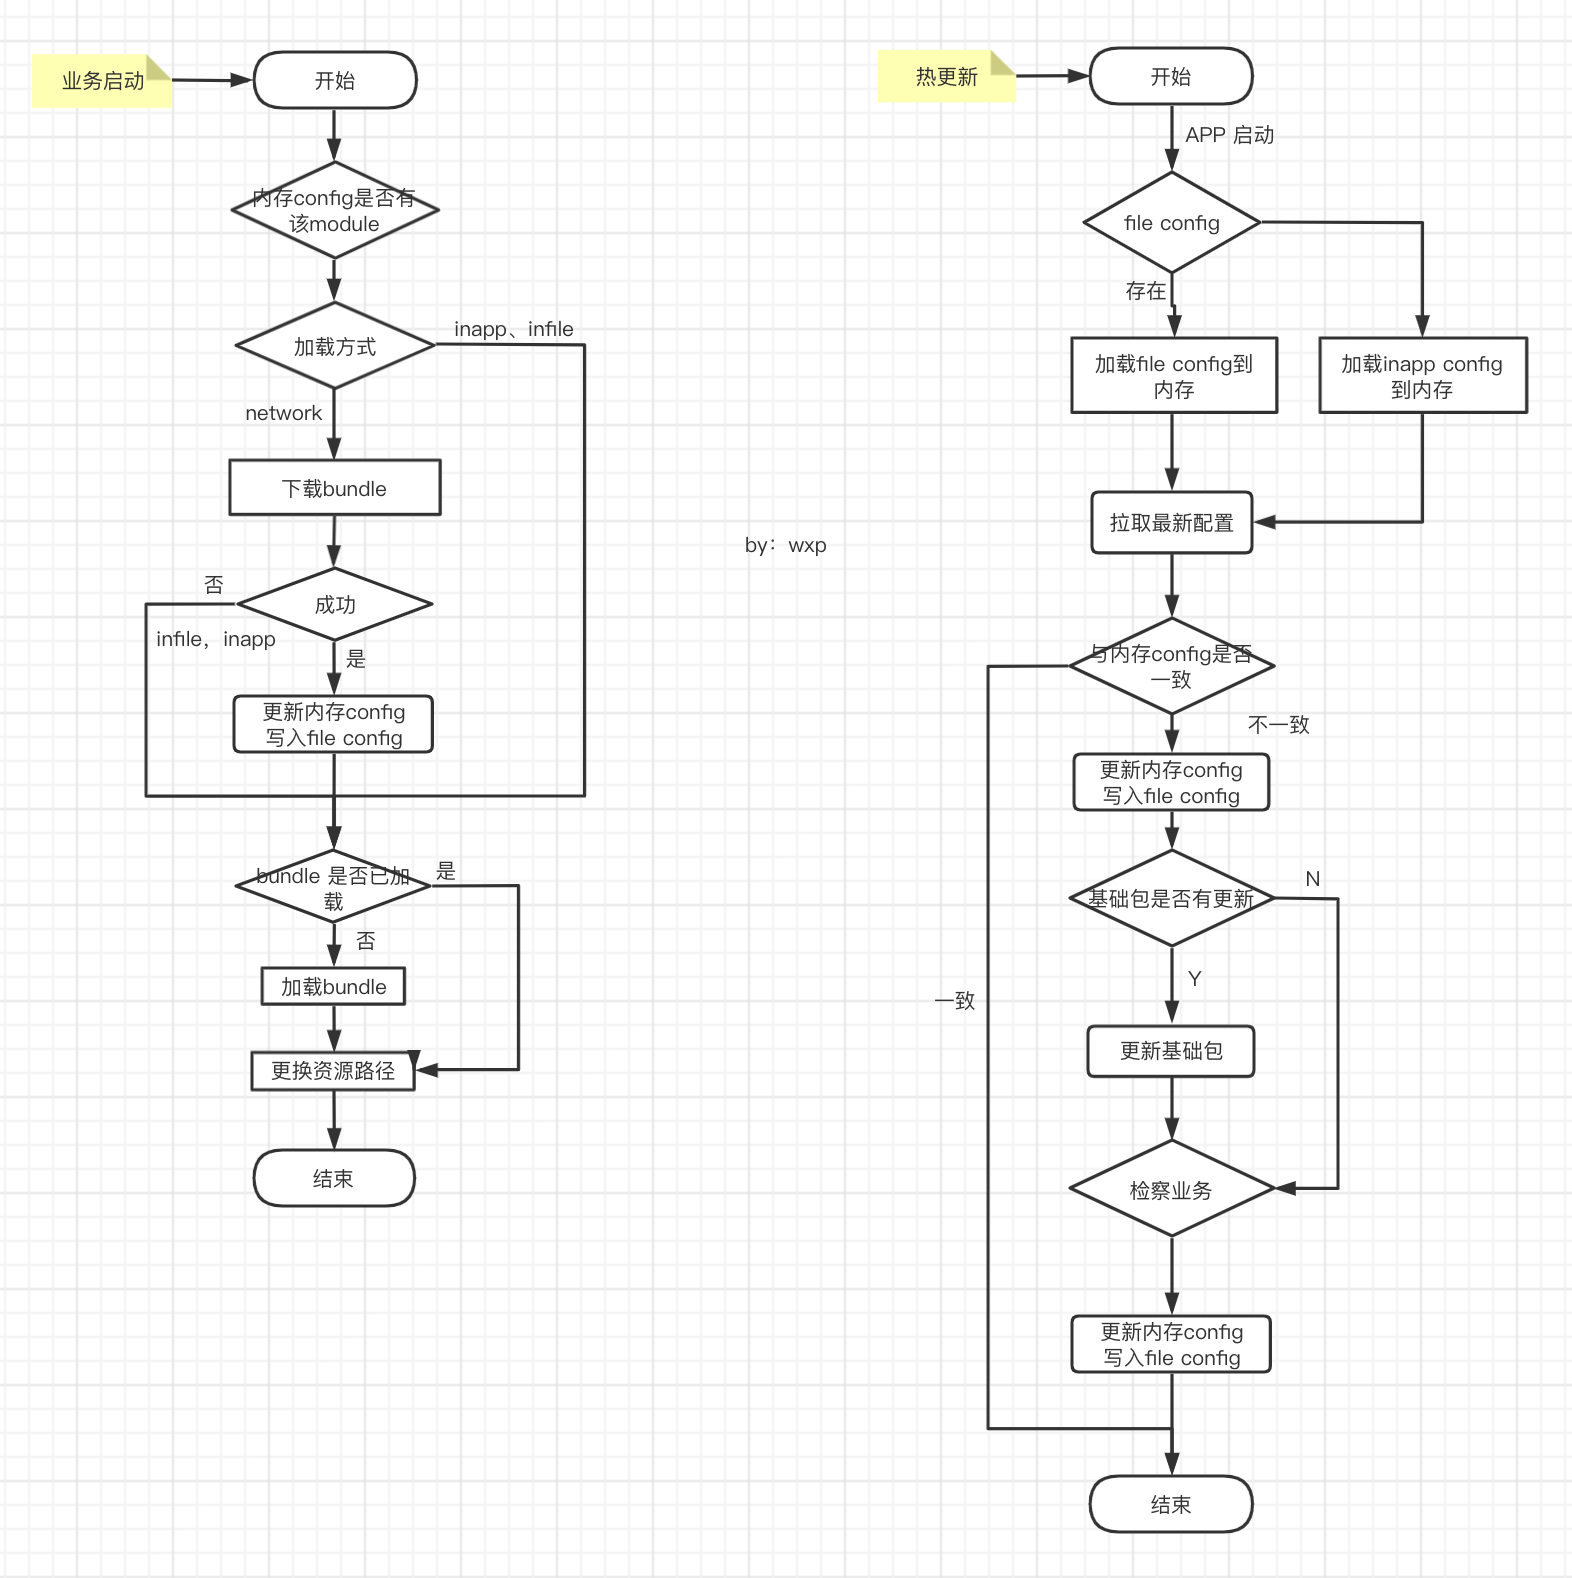 业务启动
开始
内存config是否有
该module
加载方式
inapp、infile
network
下载bundle
成功
否
infile，inapp
是
更新内存config
写入file config
bundle 是否已加
载
是
否
加载bundle
更换资源路径
结束
by：wxp
热更新
开始
APP 启动
file config
存在
加载file config到
内存
加载inapp config
到内存
拉取最新配置
与内存config是否
一致
不一致
更新内存config
写入file config
基础包是否有更新
N
Y
一致
更新基础包
检察业务
更新内存config
写入file config
结束